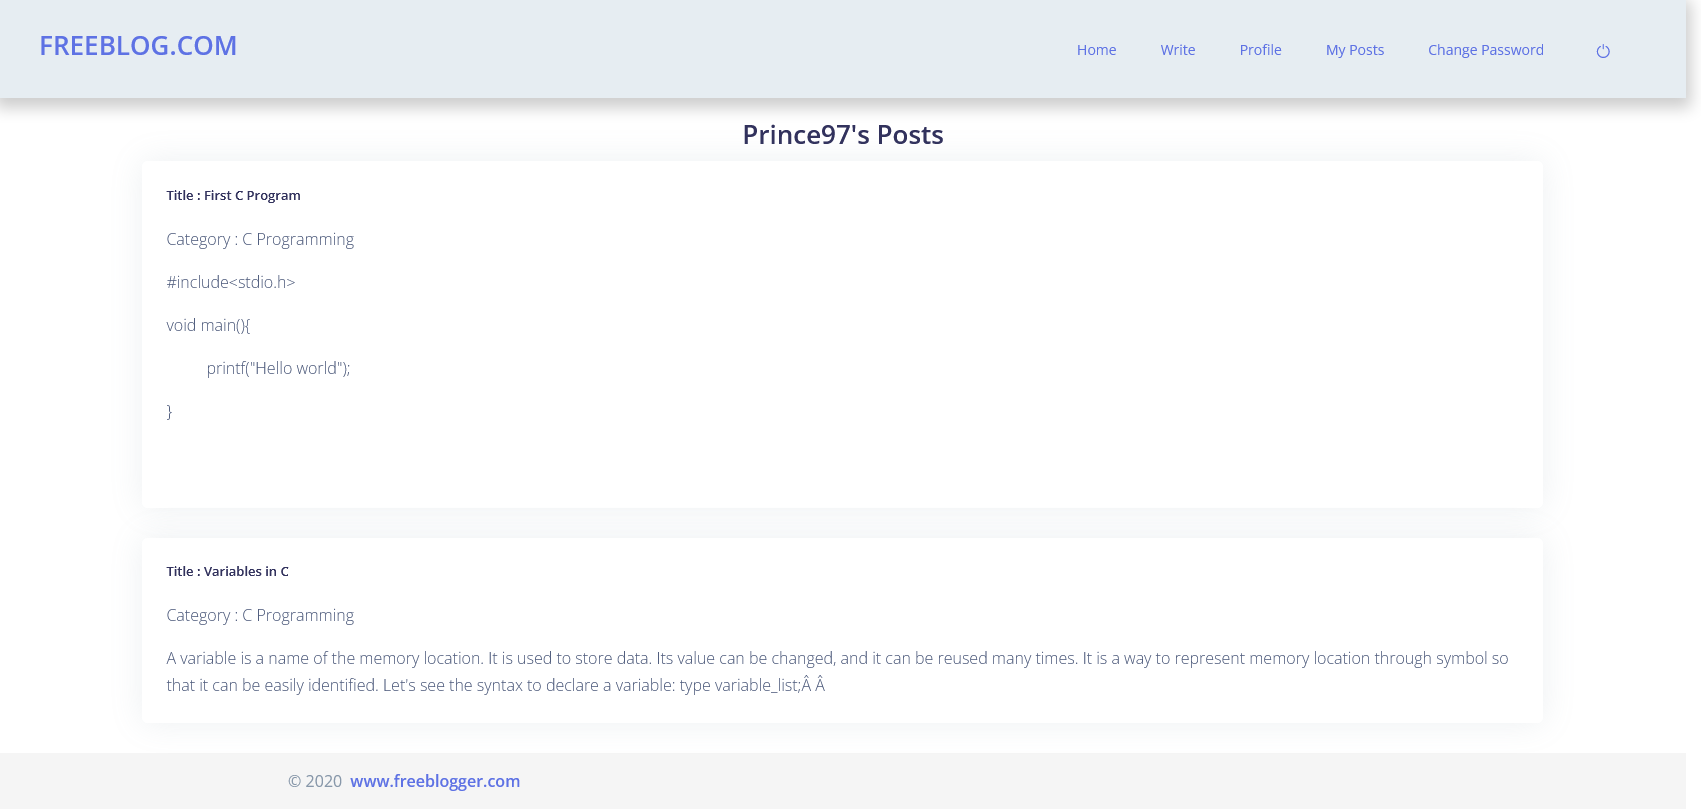 FREEBLOG.COM
Home Write Profile My Posts Change Password
Prince97's Posts
Title : First C Program
Category : C Programming
#include<stdio.h>
void main(){
printf("Hello world");
}
Title : Variables in C
Category : C Programming
A variable is a name of the memory location. It is used to store data. Its value can be changed, and it can be reused many times. It is a way to represent memory location through symbol so
that it can be easily identified. Let's see the syntax to declare a variable: type variable_list;Â Â
© 2020 www.freeblogger.com